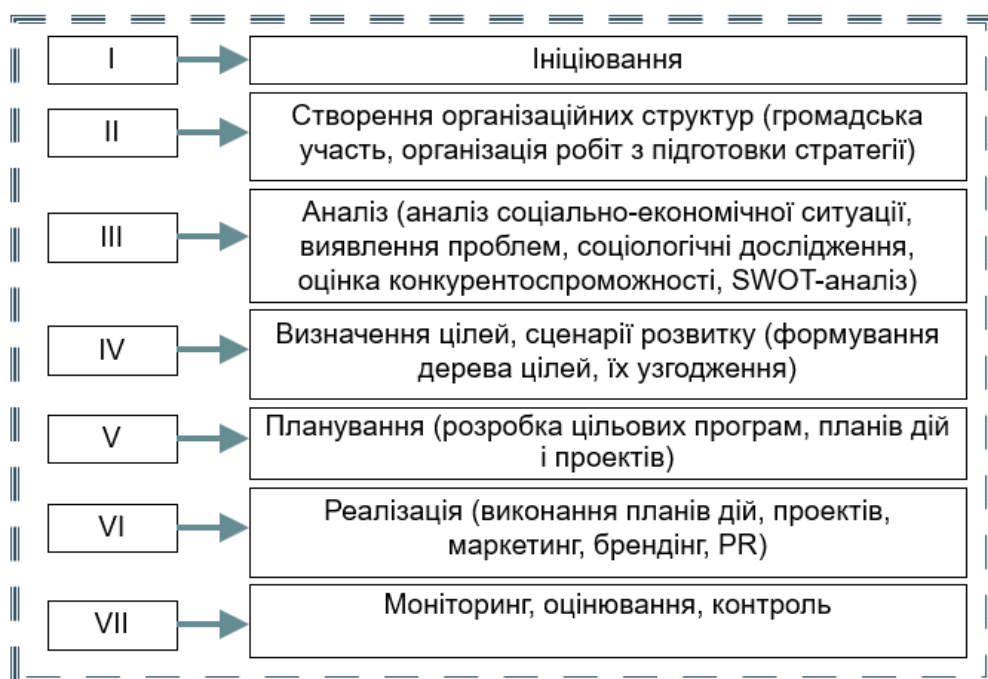 I
Ініціювання
II
Створення організаційних структур (громадська
участь, організація робіт з підготовки стратегії)
III
Аналіз (аналіз соціально-економічної ситуації,
виявлення проблем, соціологічні дослідження,
оцінка конкурентоспроможності, SWOT-аналіз)
IV
Визначення цілей, сценарії розвитку (формування
дерева цілей, їх узгодження)
V
Планування (розробка цільових програм, планів дій
і проектів)
VI
Реалізація (виконання планів дій, проектів,
маркетинг, брендінг, PR)
VII
Моніторинг, оцінювання, контроль